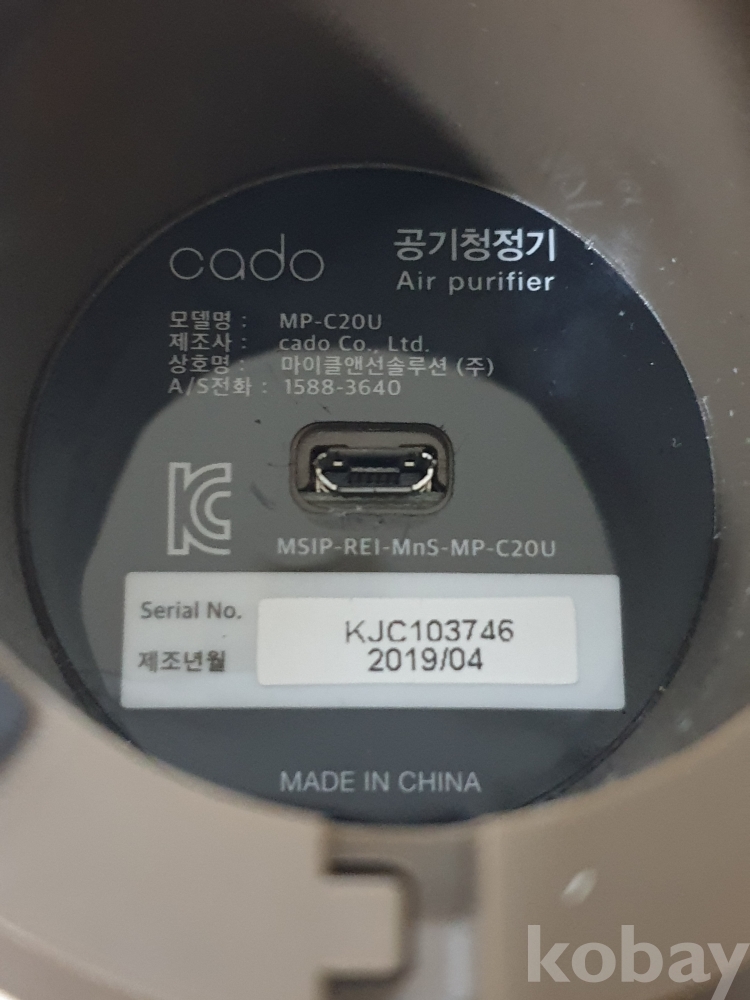 cado
공기청정기
Air purifier
모델명 : MP-C20U
제조사 : cado Co., Ltd.
상호명 : 마이클앤선솔루션 (주)
A/S전화 : 1588-3640
MSIP-REI-MnS-MP-C20U
Serial No. KJC103746
제조년월 2019/04
MADE IN CHINA
kobay